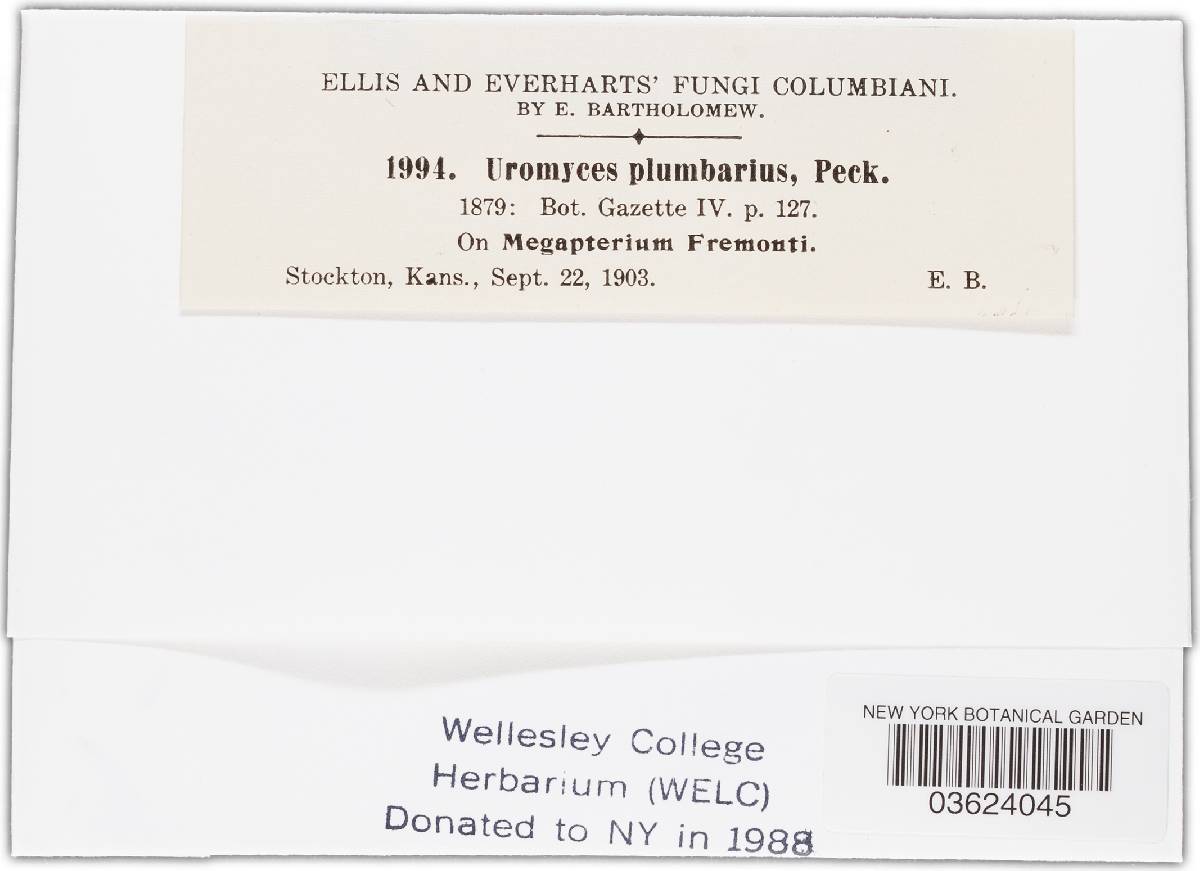 ELLIS AND EVERHARTS' FUNGI COLUMBIANI.
BY E. BARTHOLOMEW.
1994. Uromyces plumbarius, Peck.
1879: Bot. Gazette IV. p. 127.
On Megapterium Fremonti.
Stockton, Kans., Sept. 22, 1903. E. B.
Wellesley College
Herbarium (WELC)
Donated to NY in 1988
NEW YORK BOTANICAL GARDEN
03624045